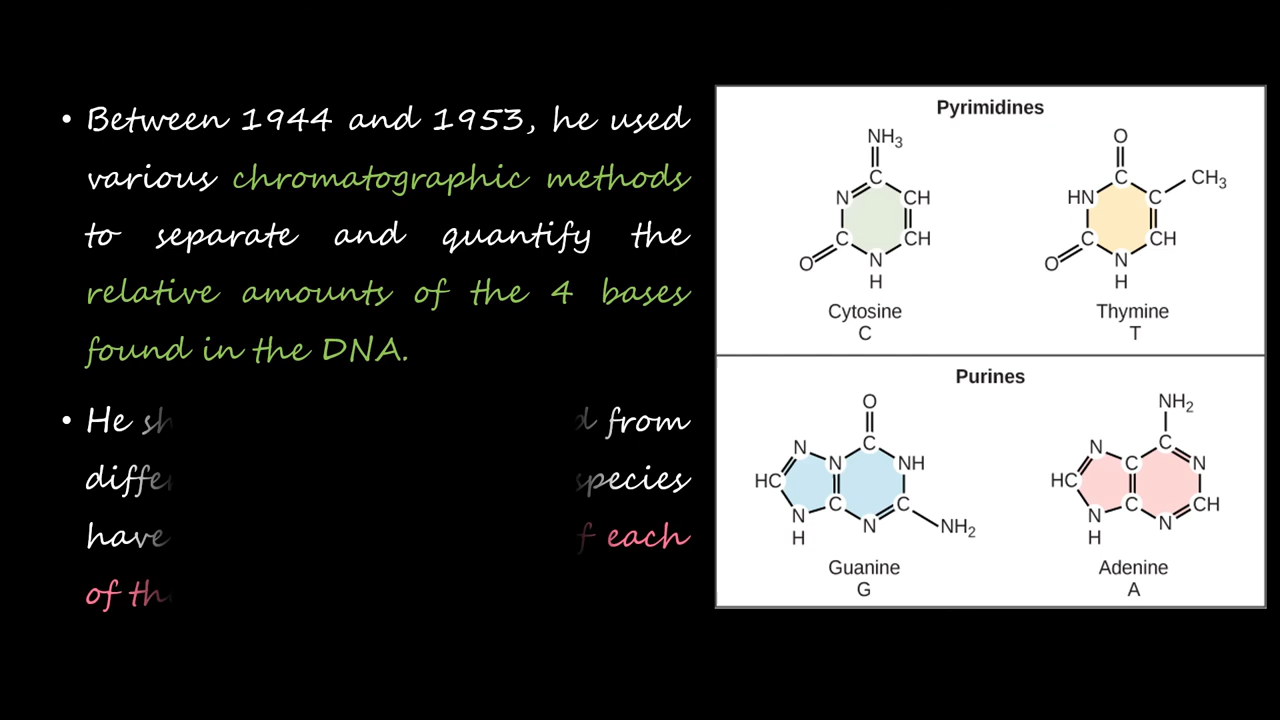 • Between 1944 and 1953, he used
various chromatographic methods
to separate and quantify the
relative amounts of the 4 bases
found in the DNA.
• He from
species
have each
of
Pyrimidines
NH3
C
N
CH
C
CH
O
N
H
Cytosine
C
O
C
CH3
HN
C
C
CH
O
N
H
Thymine
T
Purines
O
C
N
N
NH
HC
C
C
N
N
H
NH2
Guanine
G
NH2
C
N
C
N
HC
C
CH
N
N
H
Adenine
A